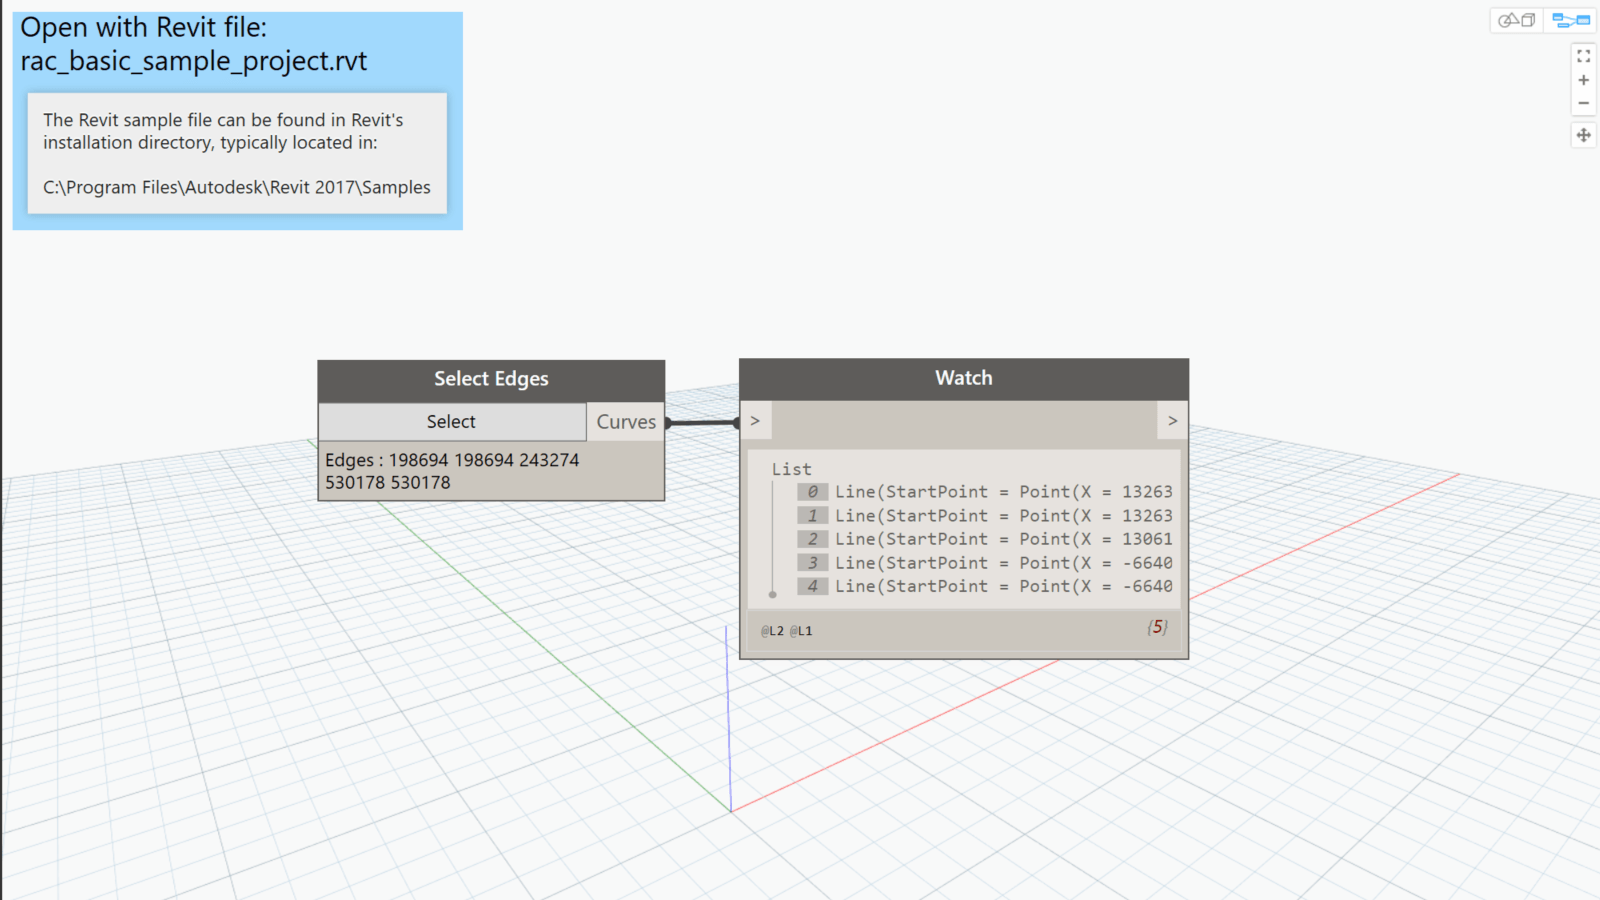 Open with Revit file:
rac_basic_sample_project.rvt
The Revit sample file can be found in Revit's
installation directory, typically located in:
C:\Program Files\Autodesk\Revit 2017\Samples
Select Edges
Select
Curves
Edges : 198694 198694 243274
530178 530178
Watch
>
>
List
0 Line(StartPoint = Point(X = 13263
1 Line(StartPoint = Point(X = 13263
2 Line(StartPoint = Point(X = 13061
3 Line(StartPoint = Point(X = -6640
4 Line(StartPoint = Point(X = -6640
@L2 @L1
{5}